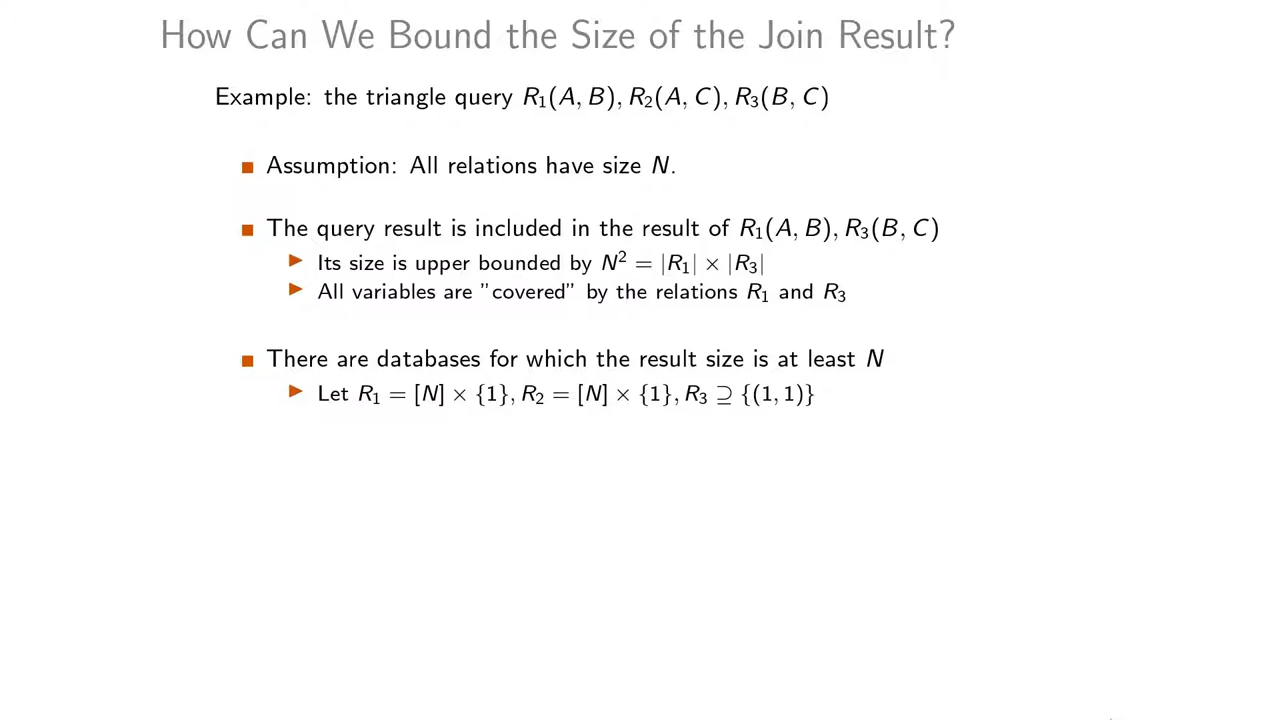 How Can We Bound the Size of the Join Result?
Example: the triangle query R₁(A, B), R₂(A, C), R₃(B, C)
Assumption: All relations have size N.
The query result is included in the result of R₁(A, B), R₃(B, C)
Its size is upper bounded by N² = |R₁| × |R₃|
All variables are "covered" by the relations R₁ and R₃
There are databases for which the result size is at least N
Let R₁ = [N] × {1}, R₂ = [N] × {1}, R₃ ⊇ {(1, 1)}